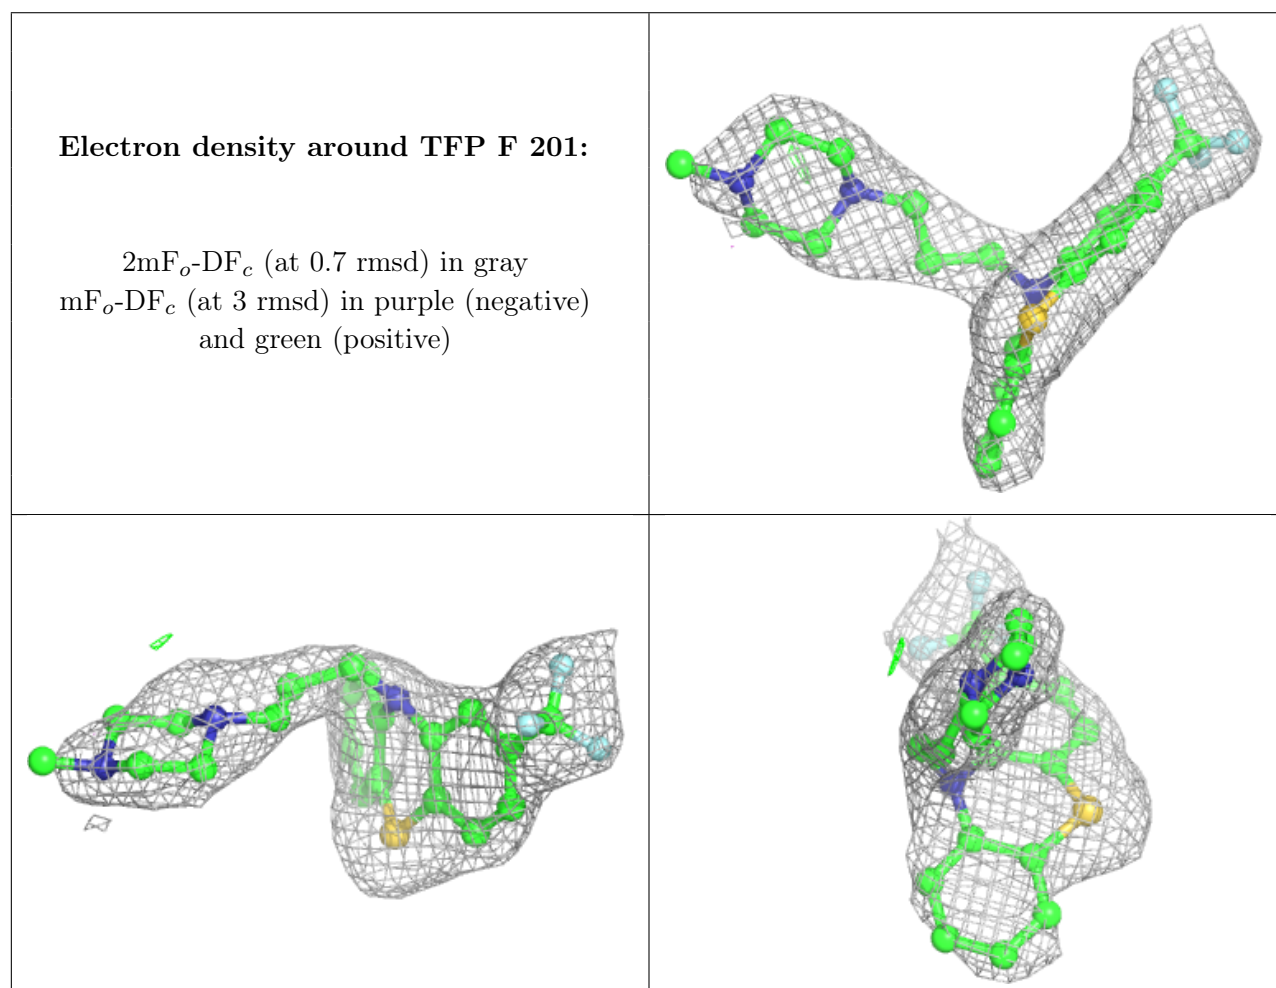 Electron density around TFP F 201:
2mFo-DFc (at 0.7 rmsd) in gray
mFo-DFc (at 3 rmsd) in purple (negative)
and green (positive)